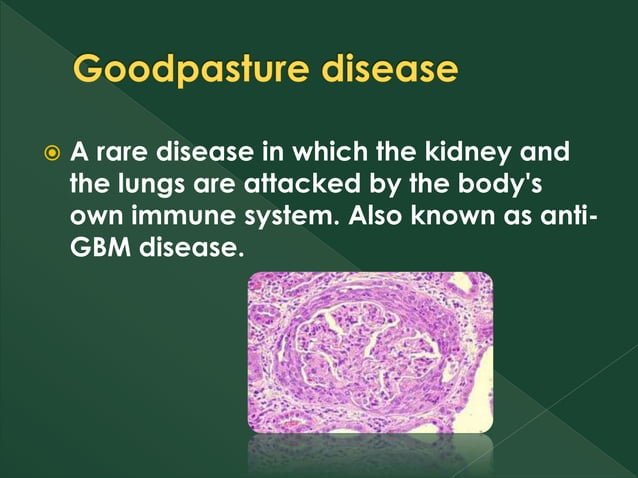 Goodpasture disease
A rare disease in which the kidney and
the lungs are attacked by the body's
own immune system. Also known as anti-
GBM disease.